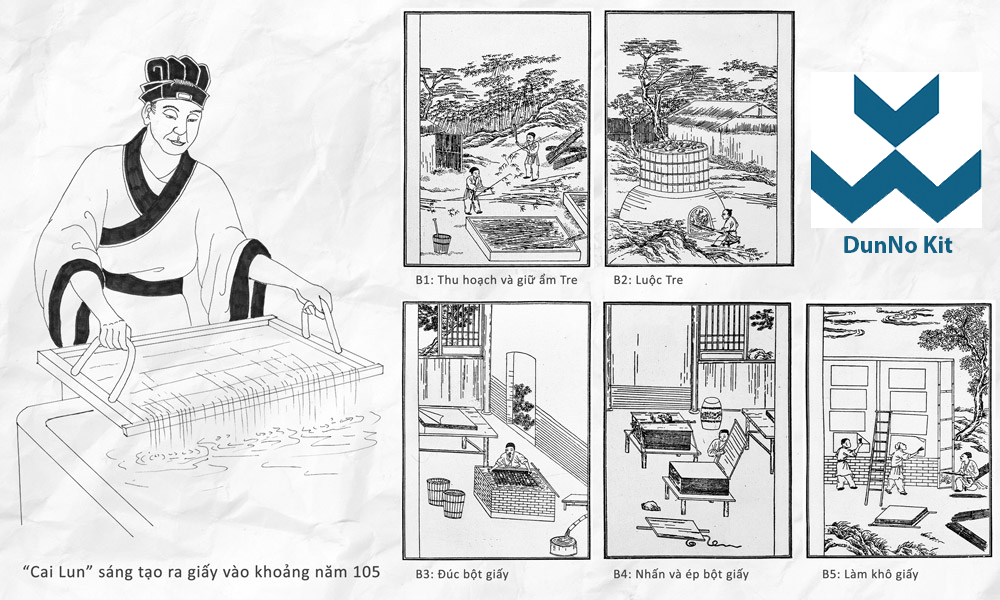 DunNo Kit
B1: Thu hoạch và giữ ẩm Tre
B2: Luộc Tre
“Cai Lun” sáng tạo ra giấy vào khoảng năm 105
B3: Đúc bột giấy
B4: Nhấn và ép bột giấy
B5: Làm khô giấy